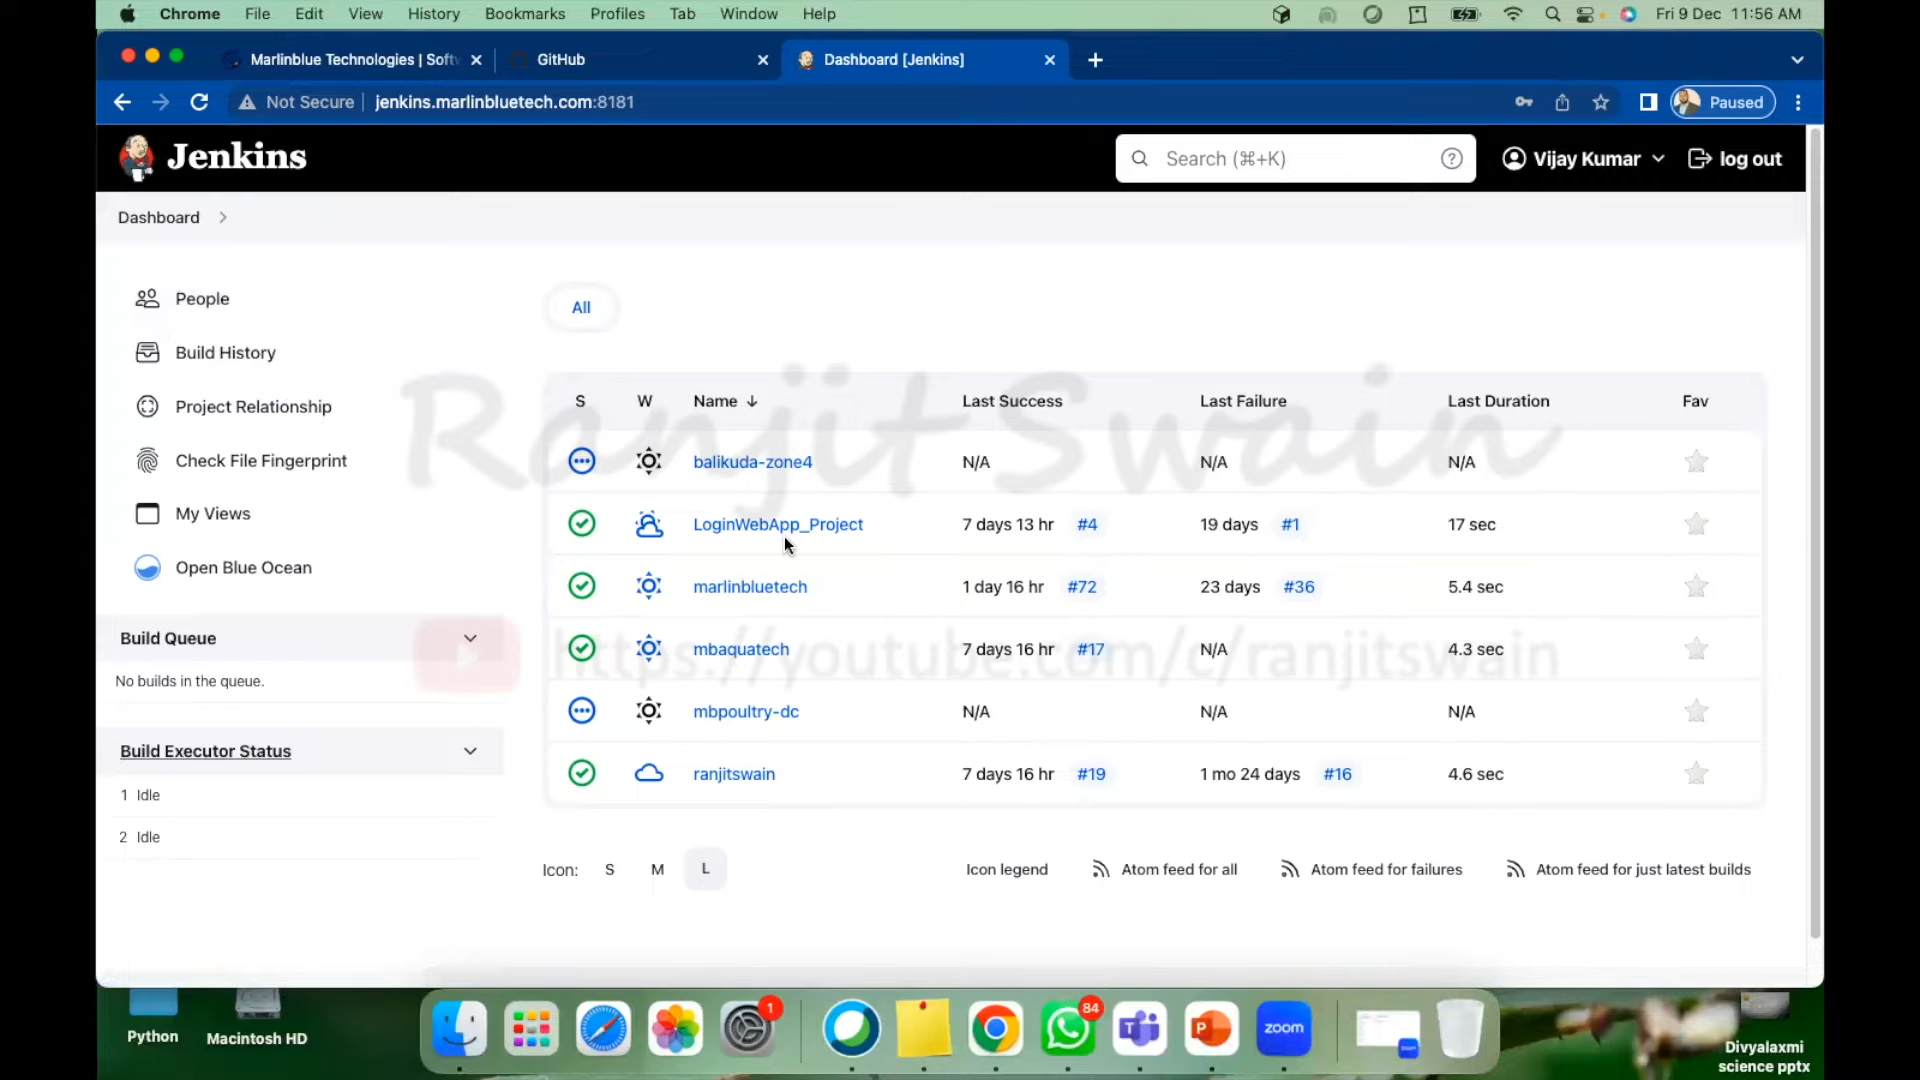 Chrome File Edit View History Bookmarks Profiles Tab Window Help Fri 9 Dec 11:56 AM
Marlinblue Technologies | Softw GitHub Dashboard [Jenkins]
Not Secure jenkins.marlinbluetech.com:8181 Paused
Jenkins Search (⌘+K) Vijay Kumar log out
Dashboard
People
Build History
Project Relationship
Check File Fingerprint
My Views
Open Blue Ocean
Build Queue
No builds in the queue.
Build Executor Status
1 Idle
2 Idle
All
S W Name ↓ Last Success Last Failure Last Duration Fav
balikuda-zone4 N/A N/A N/A
LoginWebApp_Project 7 days 13 hr #4 19 days #1 17 sec
marlinbluetech 1 day 16 hr #72 23 days #36 5.4 sec
mbaquatech 7 days 16 hr #17 N/A 4.3 sec
mbpoultry-dc N/A N/A N/A
ranjitswain 7 days 16 hr #19 1 mo 24 days #16 4.6 sec
Icon: S M L Icon legend Atom feed for all Atom feed for failures Atom feed for just latest builds
Ranjit Swain
https://youtube.com/c/ranjitswain
Python Macintosh HD
1 84 zoom
Divyalaxmi
science pptx